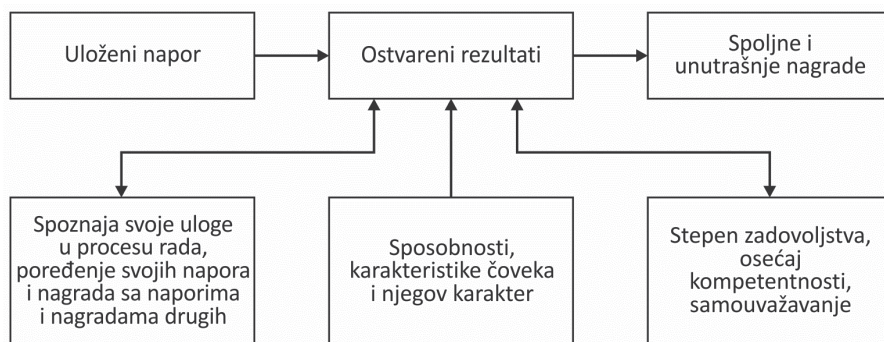 Uloženi napor
Ostvareni rezultati
Spoljne i
unutrašnje nagrade
Spoznaja svoje uloge
u procesu rada,
poređenje svojih napora
i nagrada sa naporima
i nagradama drugih
Sposobnosti,
karakteristike čoveka
i njegov karakter
Stepen zadovoljstva,
osećaj
kompetentnosti,
samouvažavanje